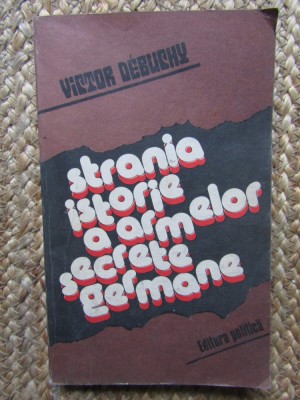 VICTOR DÉBUCHY
strania
istorie
a armelor
secrete
germane
Editura politică